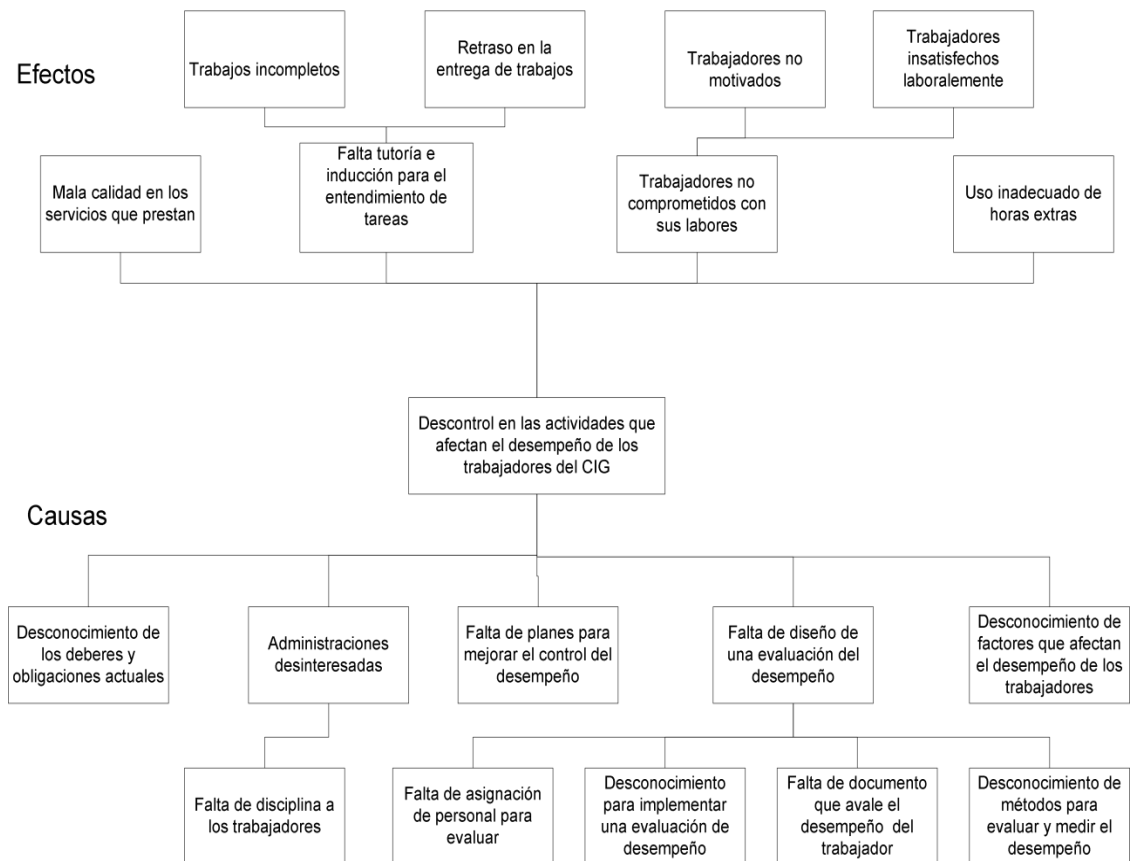 Efectos
Trabajos incompletos
Retraso en la
entrega de trabajos
Trabajadores no
motivados
Trabajadores
insatisfechos
laboralemente
Mala calidad en los
servicios que prestan
Falta tutoría e
inducción para el
entendimiento de
tareas
Trabajadores no
comprometidos con
sus labores
Uso inadecuado de
horas extras
Descontrol en las actividades que
afectan el desempeño de los
trabajadores del CIG
Causas
Desconocimiento de
los deberes y
obligaciones actuales
Administraciones
desinteresadas
Falta de planes para
mejorar el control del
desempeño
Falta de diseño de
una evaluación del
desempeño
Desconocimiento de
factores que afectan
el desempeño de los
trabajadores
Falta de disciplina a
los trabajadores
Falta de asignación
de personal para
evaluar
Desconocimiento
para implementar
una evaluación de
desempeño
Falta de documento
que avale el
desempeño del
trabajador
Desconocimiento de
métodos para
evaluar y medir el
desempeño